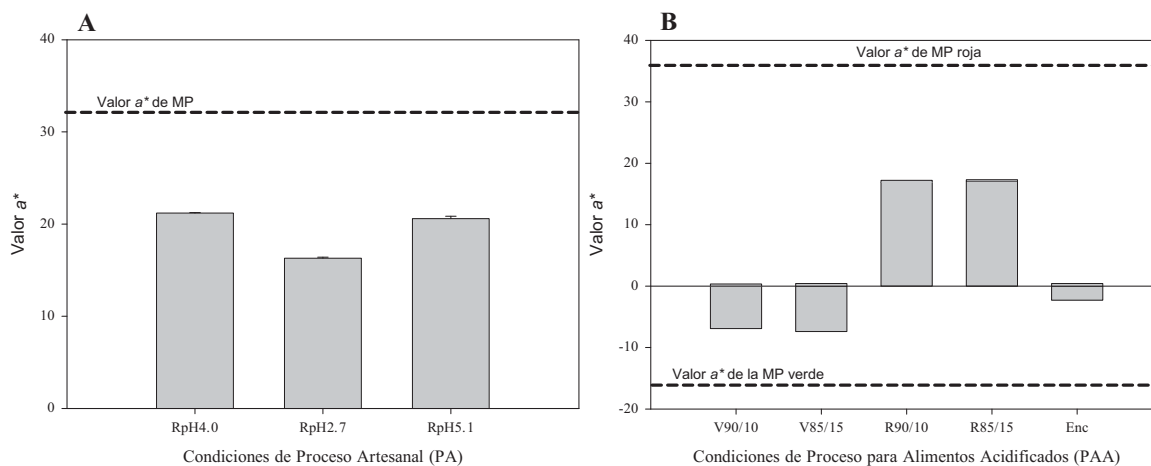 A
40
30
20
10
0
Valor a* de MP
Valor a*
RpH4.0 RpH2.7 RpH5.1
Condiciones de Proceso Artesanal (PA)
B
40
30
20
10
0
-10
-20
Valor a* de MP roja
Valor a* de la MP verde
Valor a*
V90/10 V85/15 R90/10 R85/15 Enc
Condiciones de Proceso para Alimentos Acidificados (PAA)